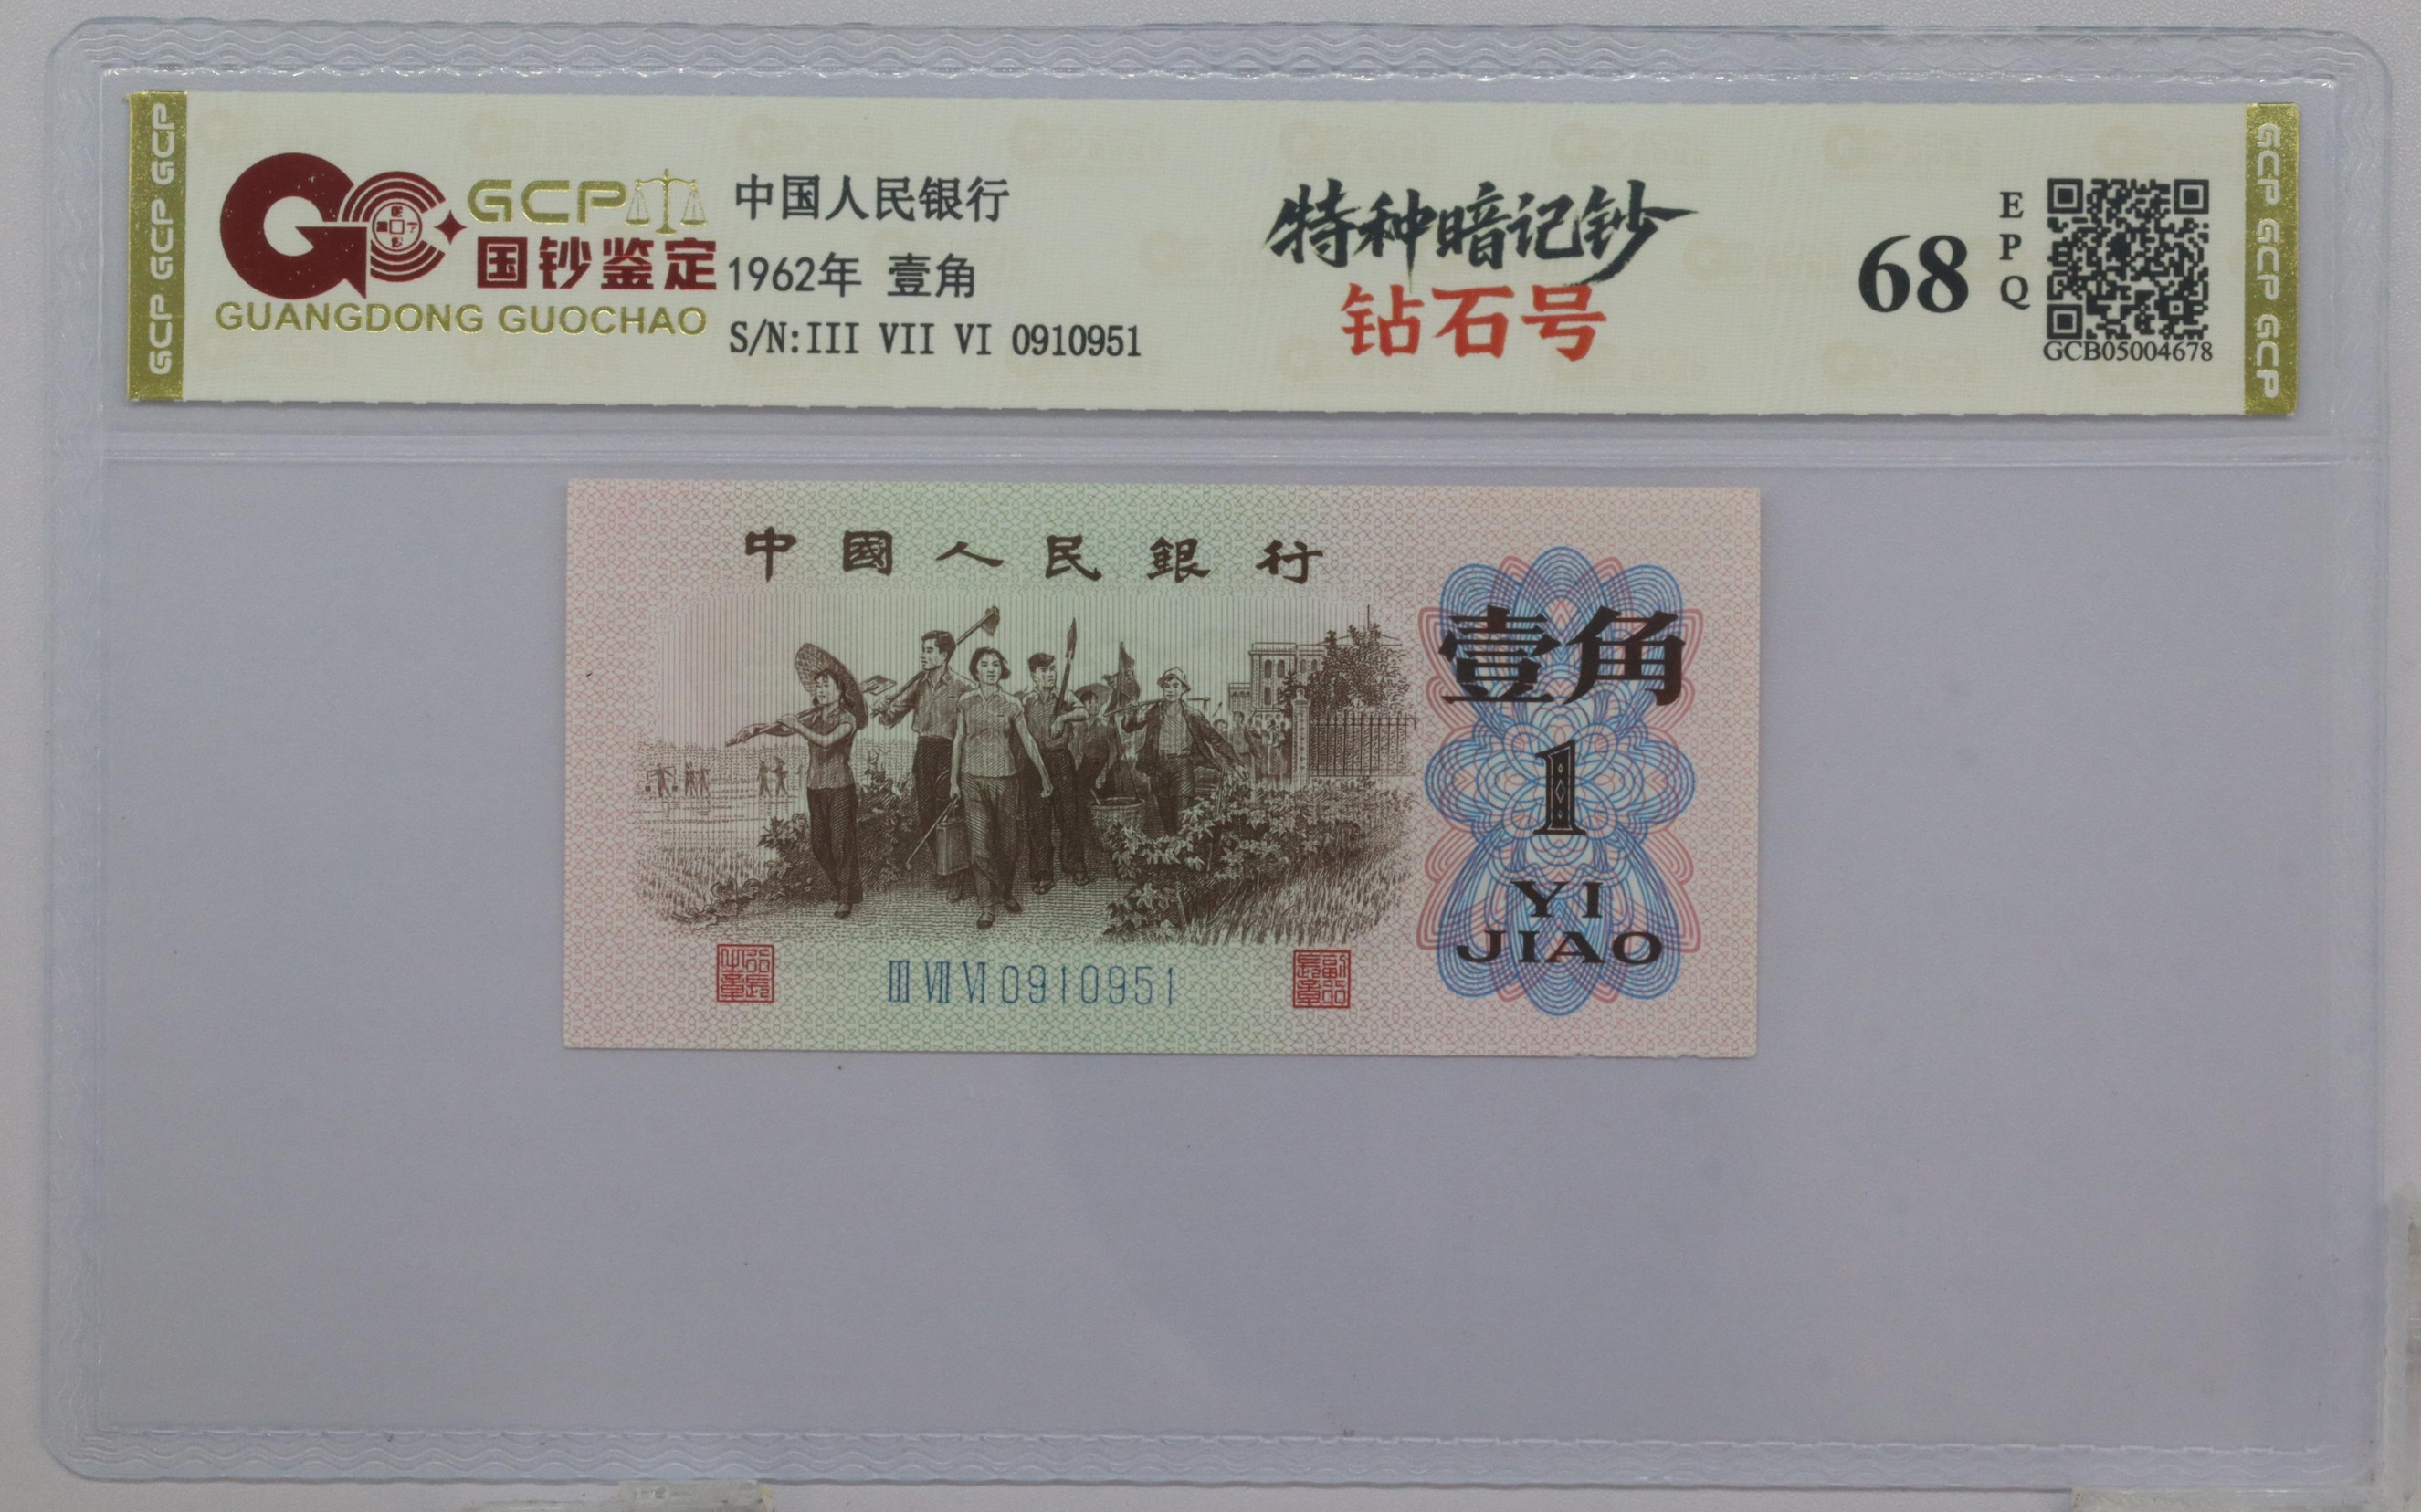 GCP GCP GCP
GCP
国钞鉴定
GUANGDONG GUOCHAO
中国人民银行
1962年 壹角
S/N:III VII VI 0910951
特种暗记钞
钻石号
68
EPQ
GCB05004678
GCP GCP GCP
中國人民銀行
壹角
1
YI
JIAO
III VII VI 0910951